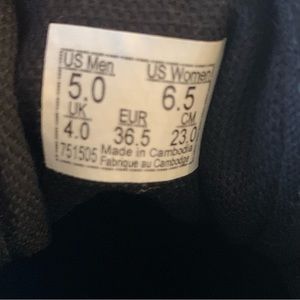 US Men US Women
5.0 6.5
UK EUR CM
4.0 36.5 23.0
751505 Made in Cambodia
Fabriqué au Cambodge